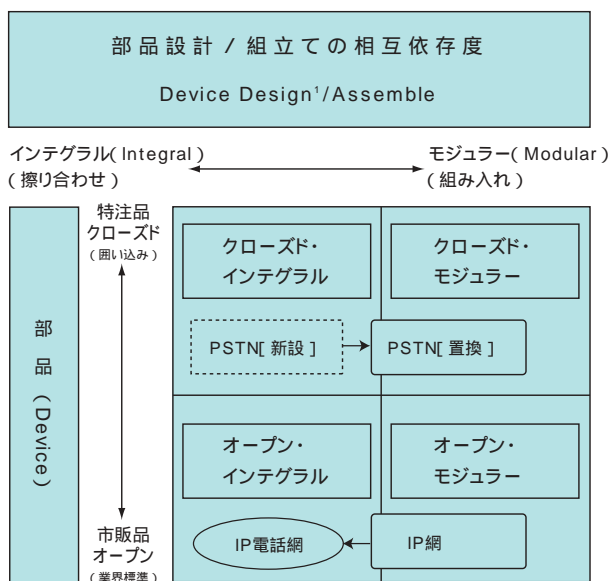 部品設計 / 組立ての相互依存度
Device Design¹/Assemble
インテグラル( Integral )
( 擦り合わせ )
モジュラー( Modular )
( 組み入れ )
部品 (Device)
特注品
クローズド
( 囲い込み )
市販品
オープン
( 業界標準 )
クローズド・
インテグラル
クローズド・
モジュラー
PSTN[ 新設 ]
PSTN[ 置換 ]
オープン・
インテグラル
オープン・
モジュラー
IP電話網
IP網